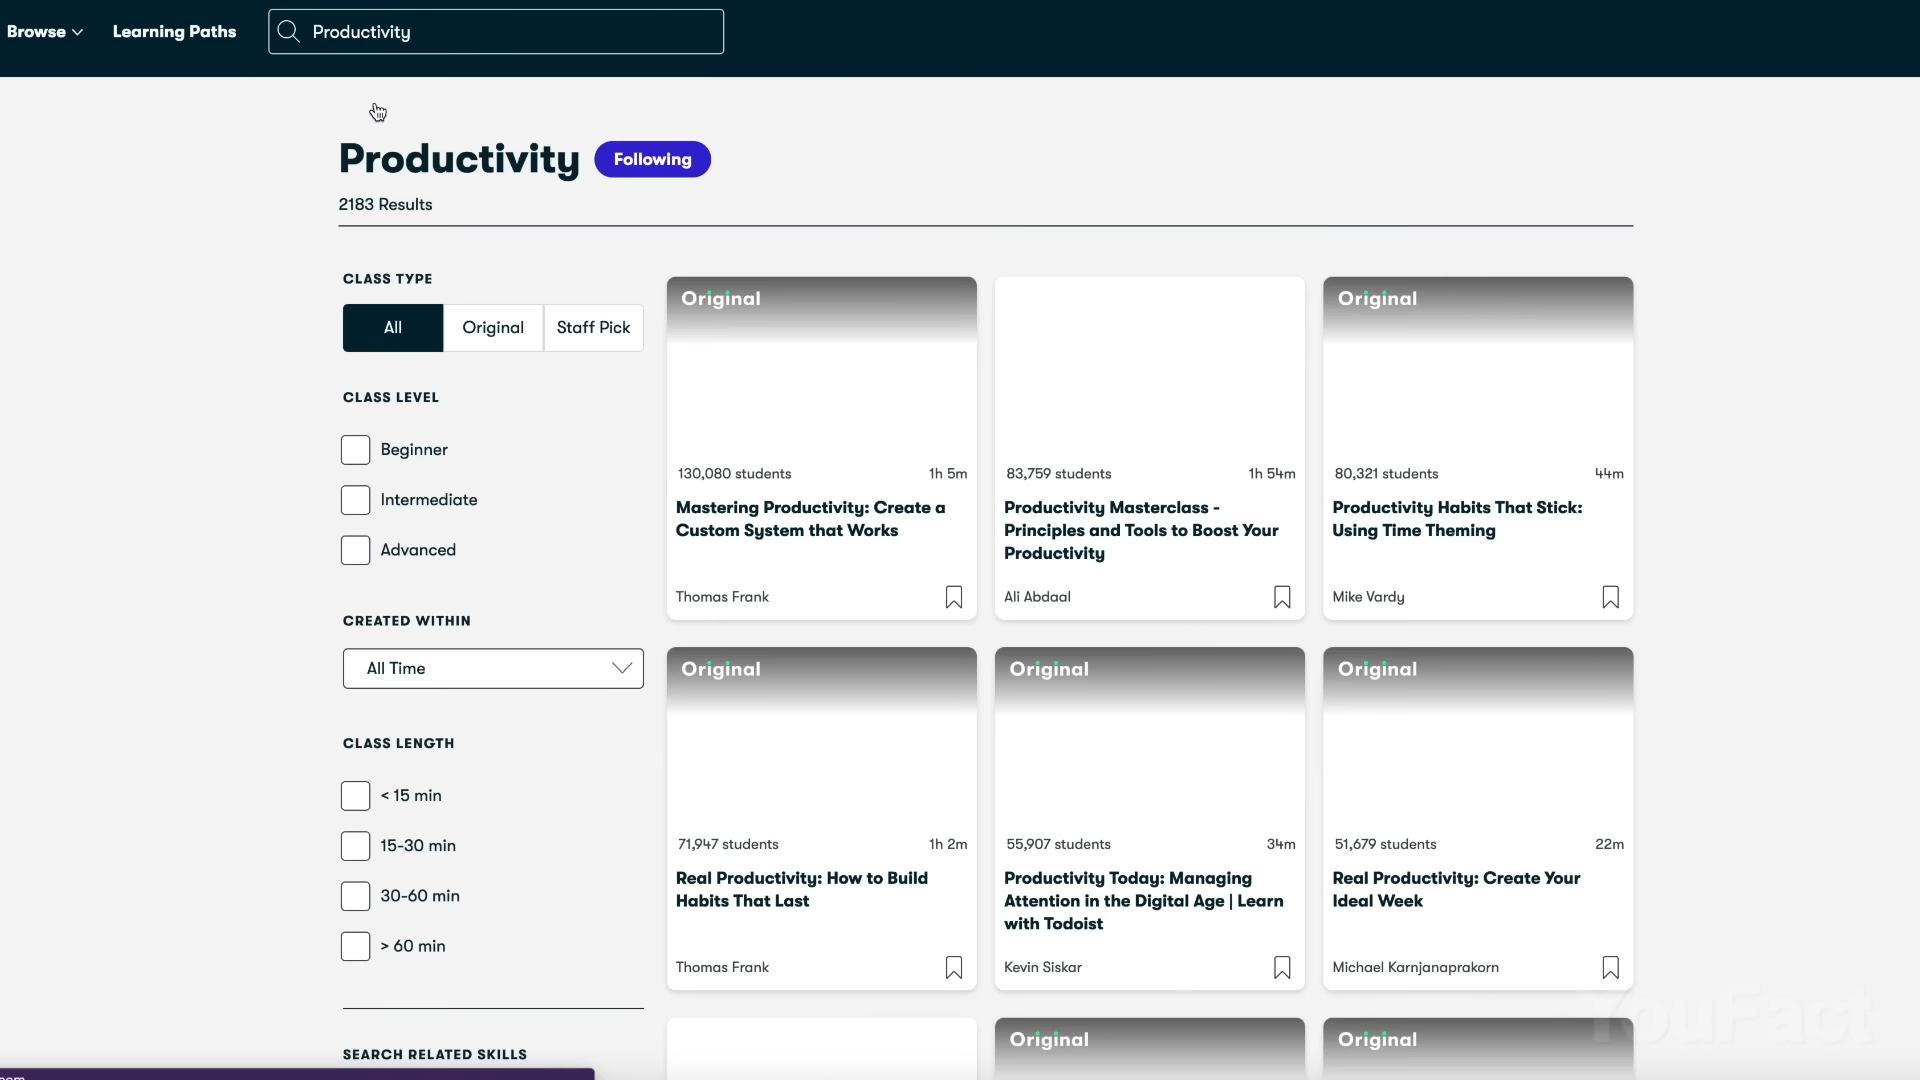 Browse
Learning Paths
Productivity
Productivity
Following
2183 Results
CLASS TYPE
All
Original
Staff Pick
CLASS LEVEL
Beginner
Intermediate
Advanced
CREATED WITHIN
All Time
CLASS LENGTH
< 15 min
15-30 min
30-60 min
> 60 min
SEARCH RELATED SKILLS
Original
130,080 students
1h 5m
Mastering Productivity: Create a
Custom System that Works
Thomas Frank
83,759 students
1h 54m
Productivity Masterclass -
Principles and Tools to Boost Your
Productivity
Ali Abdaal
Original
80,321 students
44m
Productivity Habits That Stick:
Using Time Theming
Mike Vardy
Original
71,947 students
1h 2m
Real Productivity: How to Build
Habits That Last
Thomas Frank
Original
55,907 students
34m
Productivity Today: Managing
Attention in the Digital Age | Learn
with Todoist
Kevin Siskar
Original
51,679 students
22m
Real Productivity: Create Your
Ideal Week
Michael Karnjanaprakorn
Original
Original
YouFact